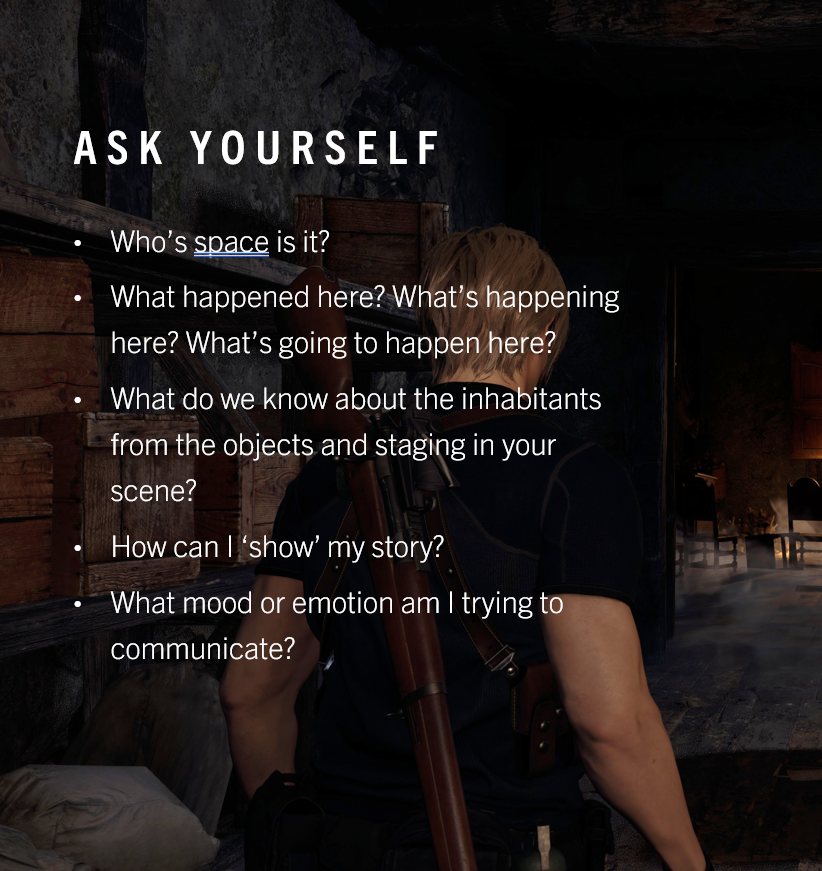 ASK YOURSELF
• Who’s space is it?
• What happened here? What’s happening
here? What’s going to happen here?
• What do we know about the inhabitants
from the objects and staging in your
scene?
• How can I ‘show’ my story?
• What mood or emotion am I trying to
communicate?